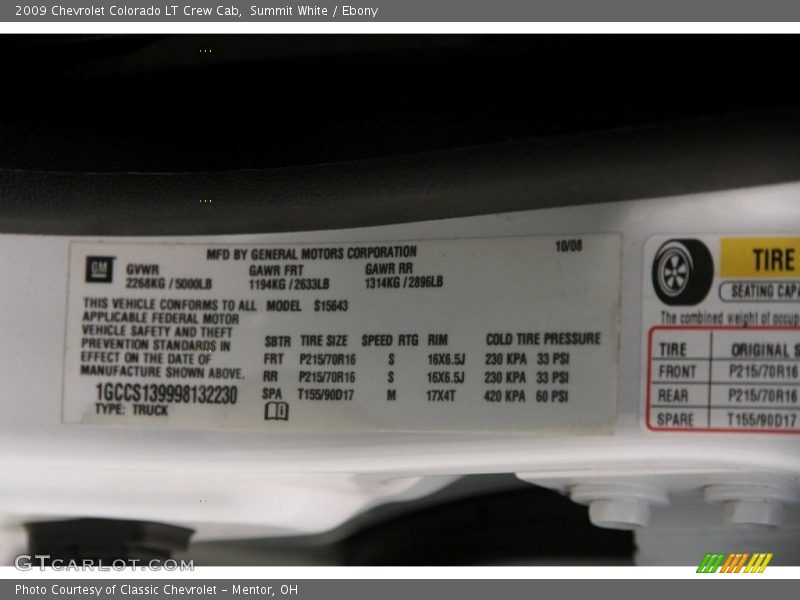 2009 Chevrolet Colorado LT Crew Cab,  Summit White / Ebony
MFD BY GENERAL MOTORS CORPORATION 10/08
GM GVWR GAWR FRT GAWR RR
2268KG / 5000LB 1194KG / 2633LB 1314KG / 2896LB
THIS VEHICLE CONFORMS TO ALL MODEL S15643
APPLICABLE FEDERAL MOTOR
VEHICLE SAFETY AND THEFT
PREVENTION STANDARDS IN
EFFECT ON THE DATE OF
MANUFACTURE SHOWN ABOVE.
SBTR TIRE SIZE SPEED RTG RIM COLD TIRE PRESSURE
FRT P215/70R16 S 16X6.5J 230 KPA 33 PSI
RR P215/70R16 S 16X6.5J 230 KPA 33 PSI
SPA T155/90D17 M 17X4T 420 KPA 60 PSI
1GCCS139998132230
TYPE: TRUCK
TIRE
SEATING CAPA
The combined weight of occup
TIRE ORIGINAL S
FRONT P215/70R16
REAR P215/70R16
SPARE T155/90D17
GTCARLOT.COM
Photo Courtesy of Classic Chevrolet - Mentor, OH